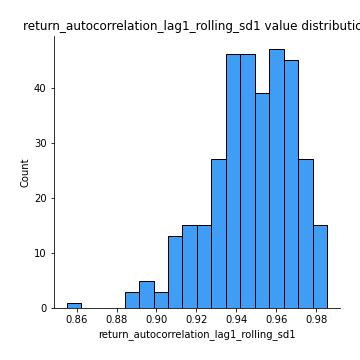 return_autocorrelation_lag1_rolling_sd1 value distributio
Count
40
30
20
10
0
0.86 0.88 0.90 0.92 0.94 0.96 0.98
return_autocorrelation_lag1_rolling_sd1